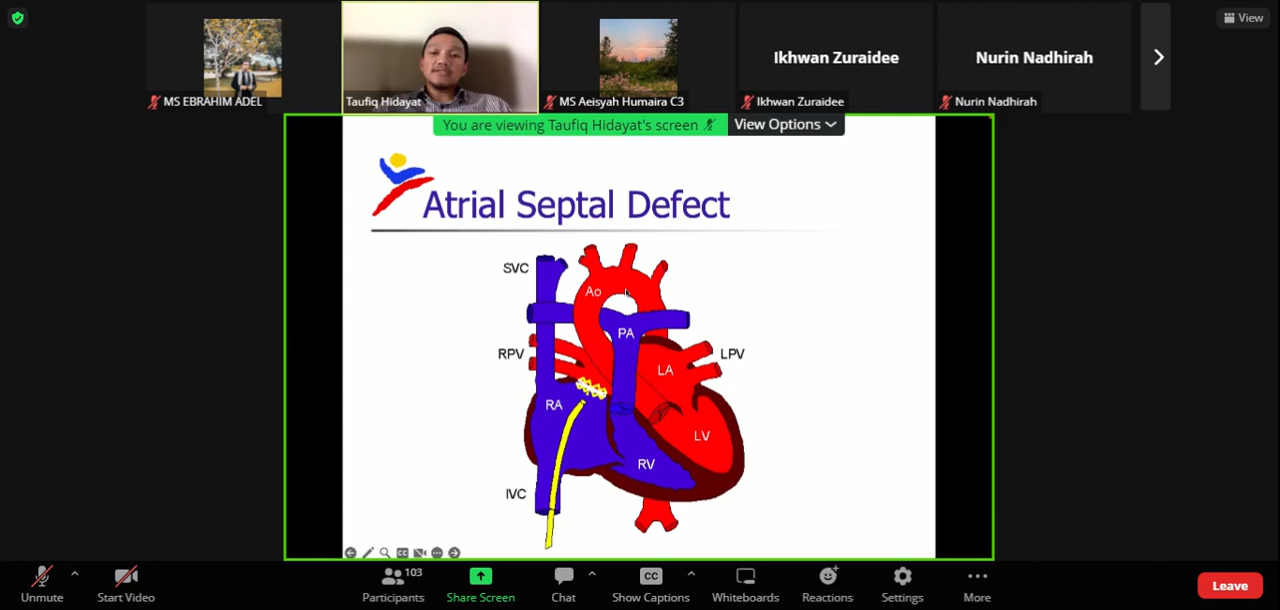 View
Ikhwan Zuraidee
Nurin Nadhirah
MS EBRAHIM ADEL
Taufiq Hidayat
MS Aeisyah Humaira C3
Ikhwan Zuraidee
Nurin Nadhirah
You are viewing Taufiq Hidayat's screen
View Options
Atrial Septal Defect
SVC
Ao
PA
RPV
LPV
LA
RA
LV
RV
IVC
CC
103
CC
Unmute
Start Video
Participants
Share Screen
Chat
Show Captions
Whiteboards
Reactions
Settings
More
Leave